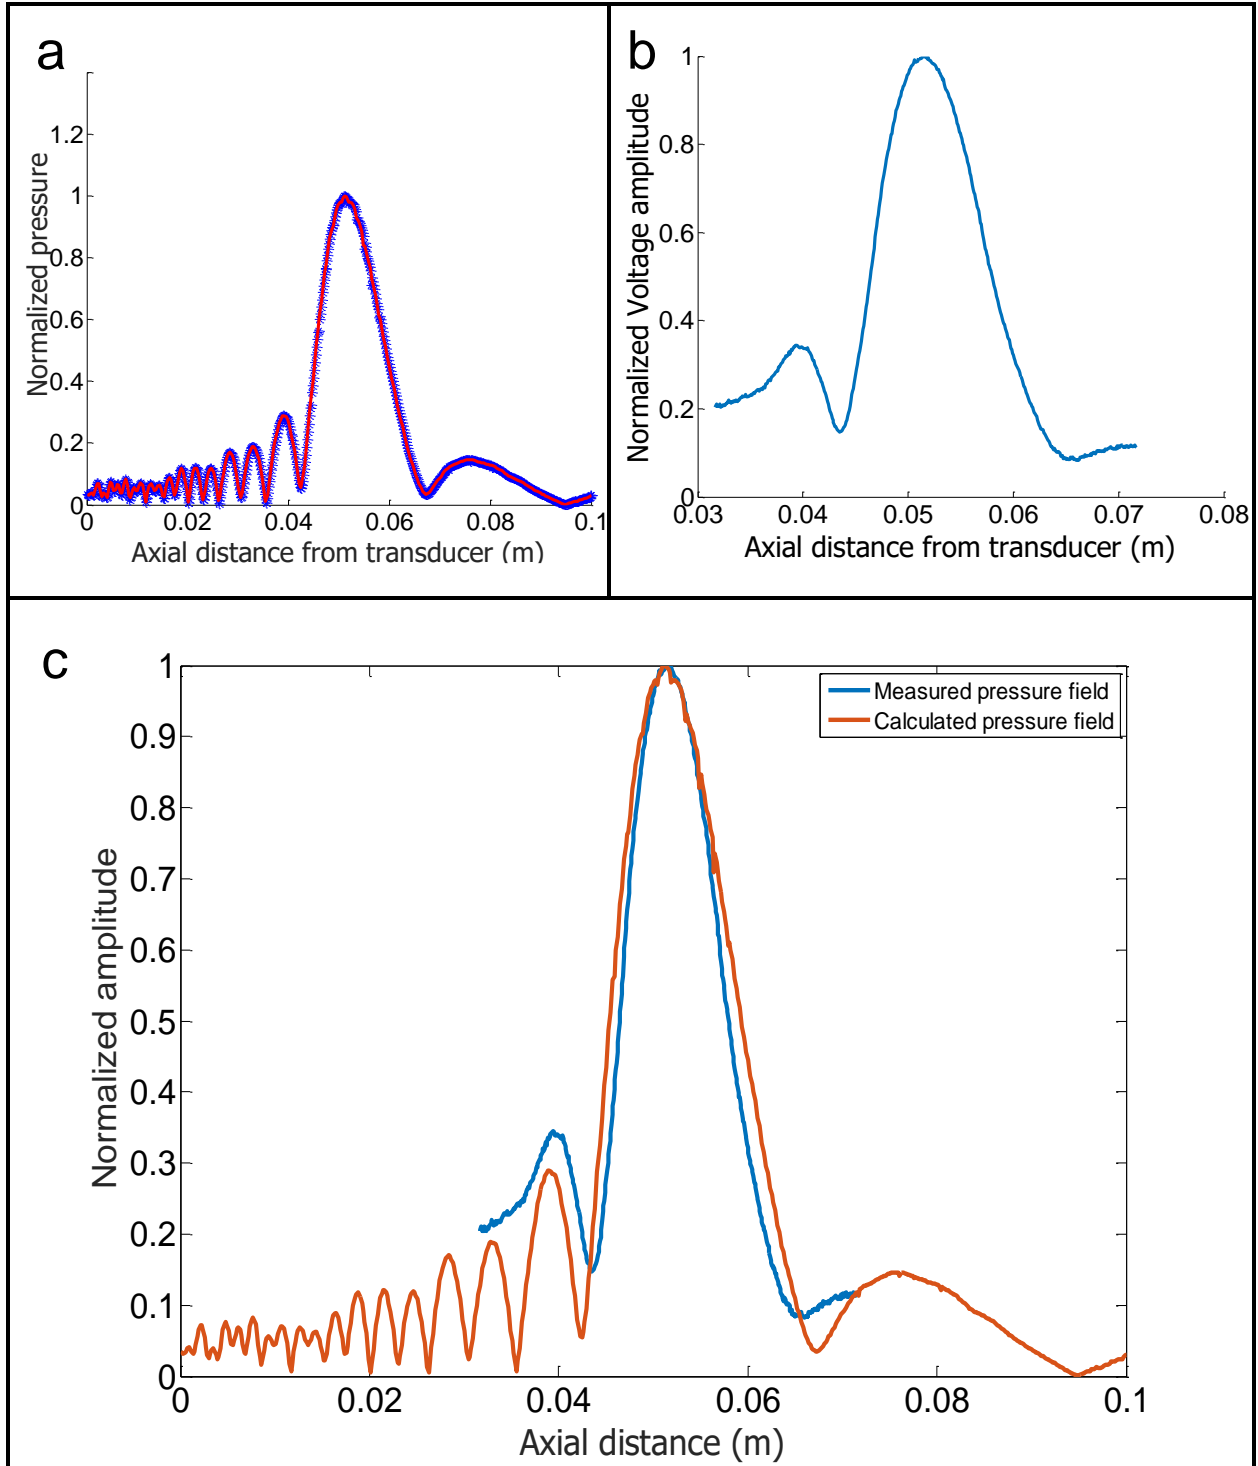 a
Normalized pressure
1.2
1
0.8
0.6
0.4
0.2
0
0 0.02 0.04 0.06 0.08 0.1
Axial distance from transducer (m)
b
Normalized Voltage amplitude
1
0.8
0.6
0.4
0.2
0
0.03 0.04 0.05 0.06 0.07 0.08
Axial distance from transducer (m)
c
Normalized amplitude
1
0.9
0.8
0.7
0.6
0.5
0.4
0.3
0.2
0.1
0
0 0.02 0.04 0.06 0.08 0.1
Axial distance (m)
Measured pressure field
Calculated pressure field